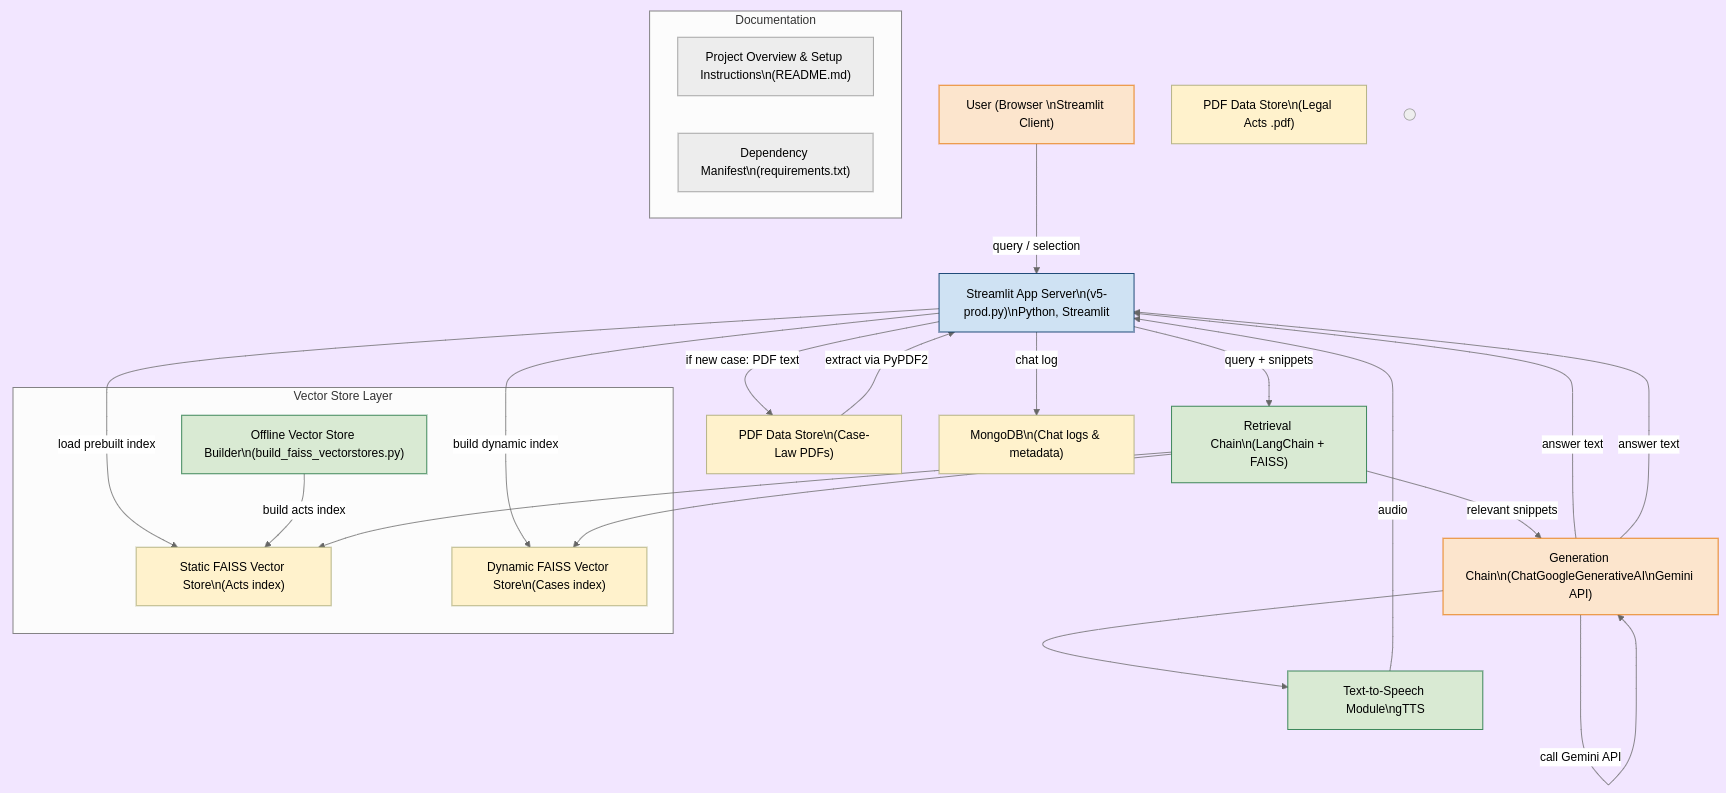 Documentation
Project Overview & Setup
Instructions\n(README.md)
Dependency
Manifest\n(requirements.txt)
User (Browser \nStreamlit
Client)
PDF Data Store\n(Legal
Acts .pdf)
query / selection
Streamlit App Server\n(v5-
prod.py)\nPython, Streamlit
if new case: PDF text
extract via PyPDF2
chat log
query + snippets
Vector Store Layer
load prebuilt index
Offline Vector Store
Builder\n(build_faiss_vectorstores.py)
build dynamic index
PDF Data Store\n(Case-
Law PDFs)
MongoDB\n(Chat logs &
metadata)
Retrieval
Chain\n(LangChain +
FAISS)
answer text
answer text
build acts index
audio
relevant snippets
Static FAISS Vector
Store\n(Acts index)
Dynamic FAISS Vector
Store\n(Cases index)
Generation
Chain\n(ChatGoogleGenerativeAI\nGemini
API)
Text-to-Speech
Module\ngTTS
call Gemini API